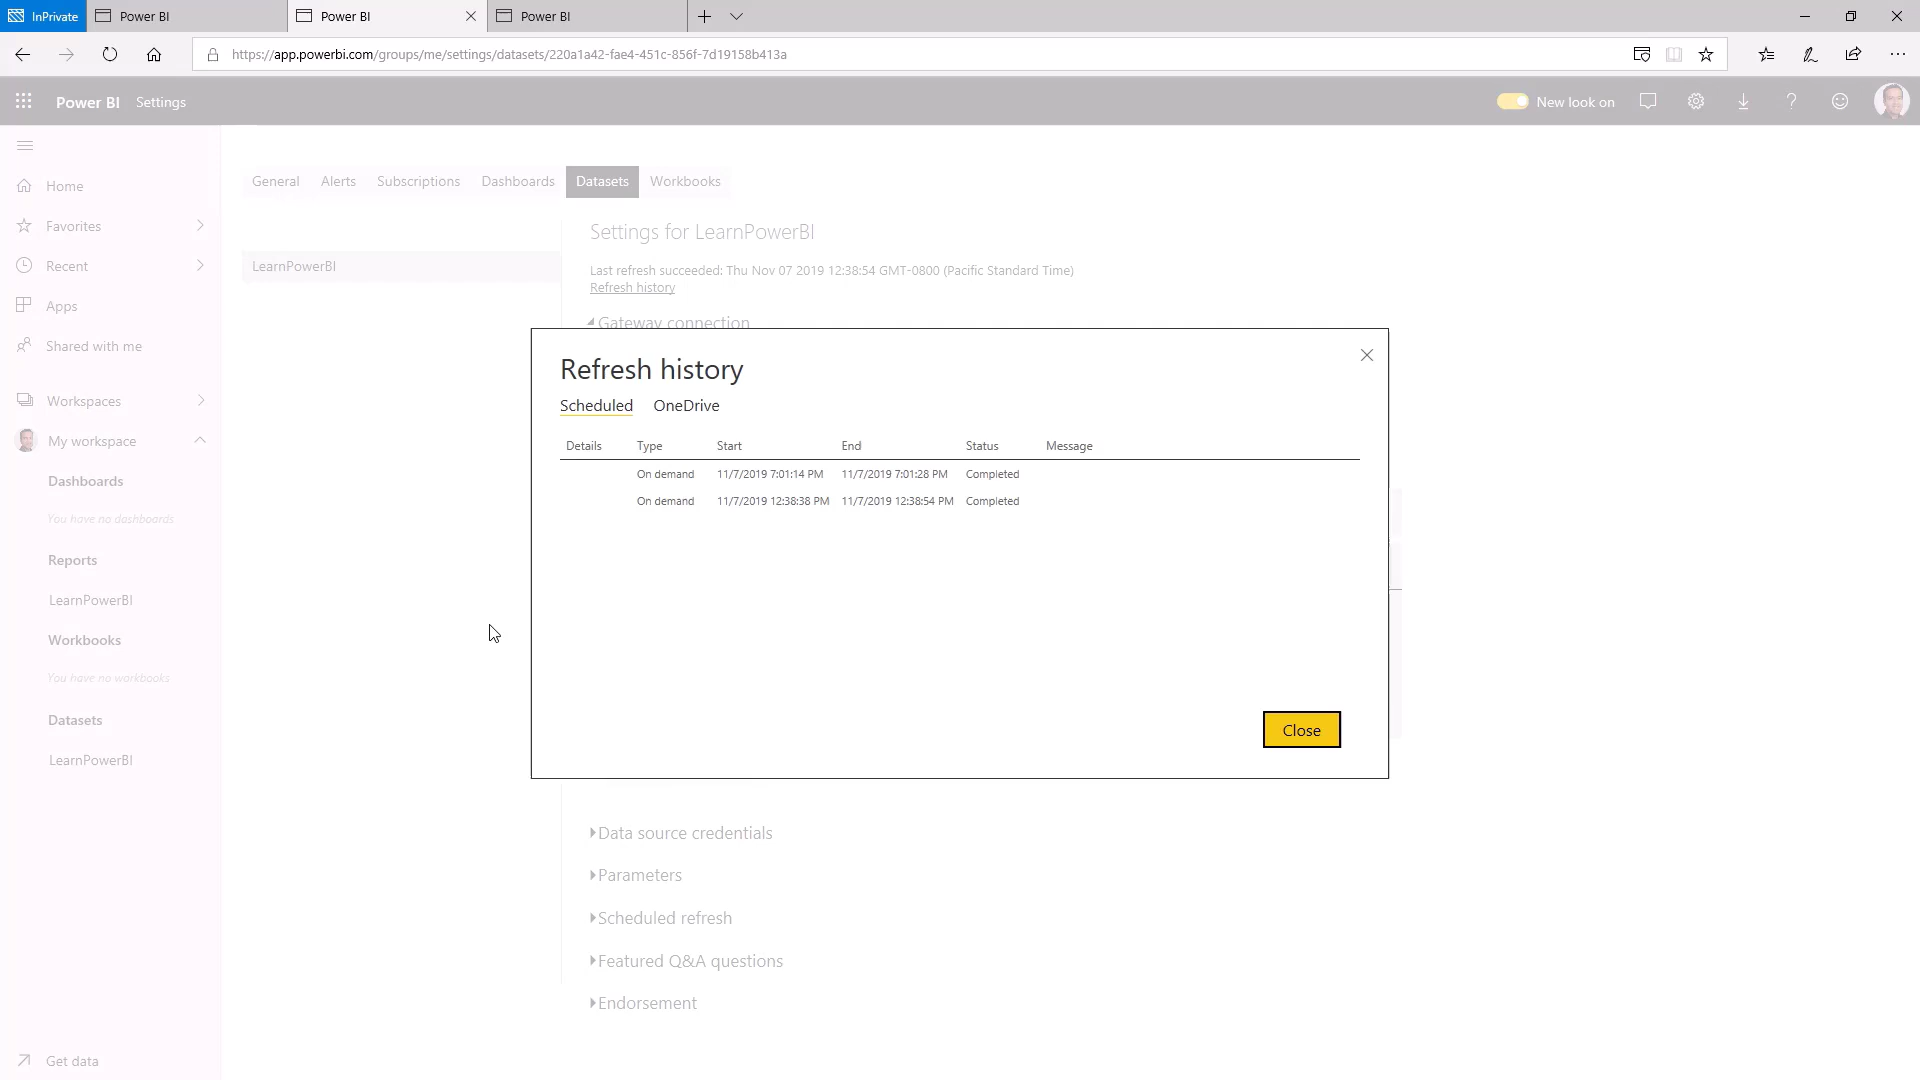 InPrivate
Power BI
Power BI
Power BI
https://app.powerbi.com/groups/me/settings/datasets/220a1a42-fae4-451c-856f-7d19158b413a
Power BI Settings
New look on
Home
Favorites
Recent
Apps
Shared with me
Workspaces
My workspace
Dashboards
You have no dashboards
Reports
LearnPowerBI
Workbooks
You have no workbooks
Datasets
LearnPowerBI
Get data
General Alerts Subscriptions Dashboards Datasets Workbooks
LearnPowerBI
Settings for LearnPowerBI
Last refresh succeeded: Thu Nov 07 2019 12:38:54 GMT-0800 (Pacific Standard Time)
Refresh history
Gateway connection
Refresh history
Scheduled OneDrive
Details Type Start End Status Message
On demand 11/7/2019 7:01:14 PM 11/7/2019 7:01:28 PM Completed
On demand 11/7/2019 12:38:38 PM 11/7/2019 12:38:54 PM Completed
Close
Data source credentials
Parameters
Scheduled refresh
Featured Q&A questions
Endorsement